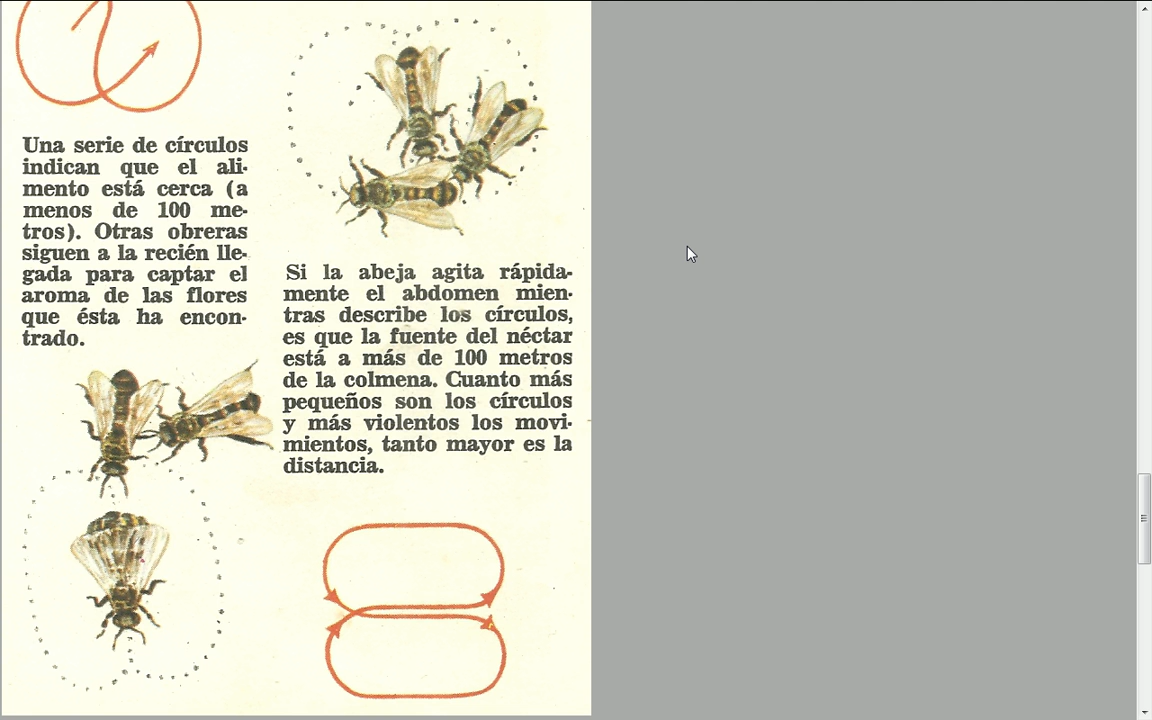 Una serie de círculos
indican que el ali-
mento está cerca (a
menos de 100 me-
tros). Otras obreras
siguen a la recién lle-
gada para captar el
aroma de las flores
que ésta ha encon-
trado.
Si la abeja agita rápida-
mente el abdomen mien-
tras describe los círculos,
es que la fuente del néctar
está a más de 100 metros
de la colmena. Cuanto más
pequeños son los círculos
y más violentos los movi-
mientos, tanto mayor es la
distancia.